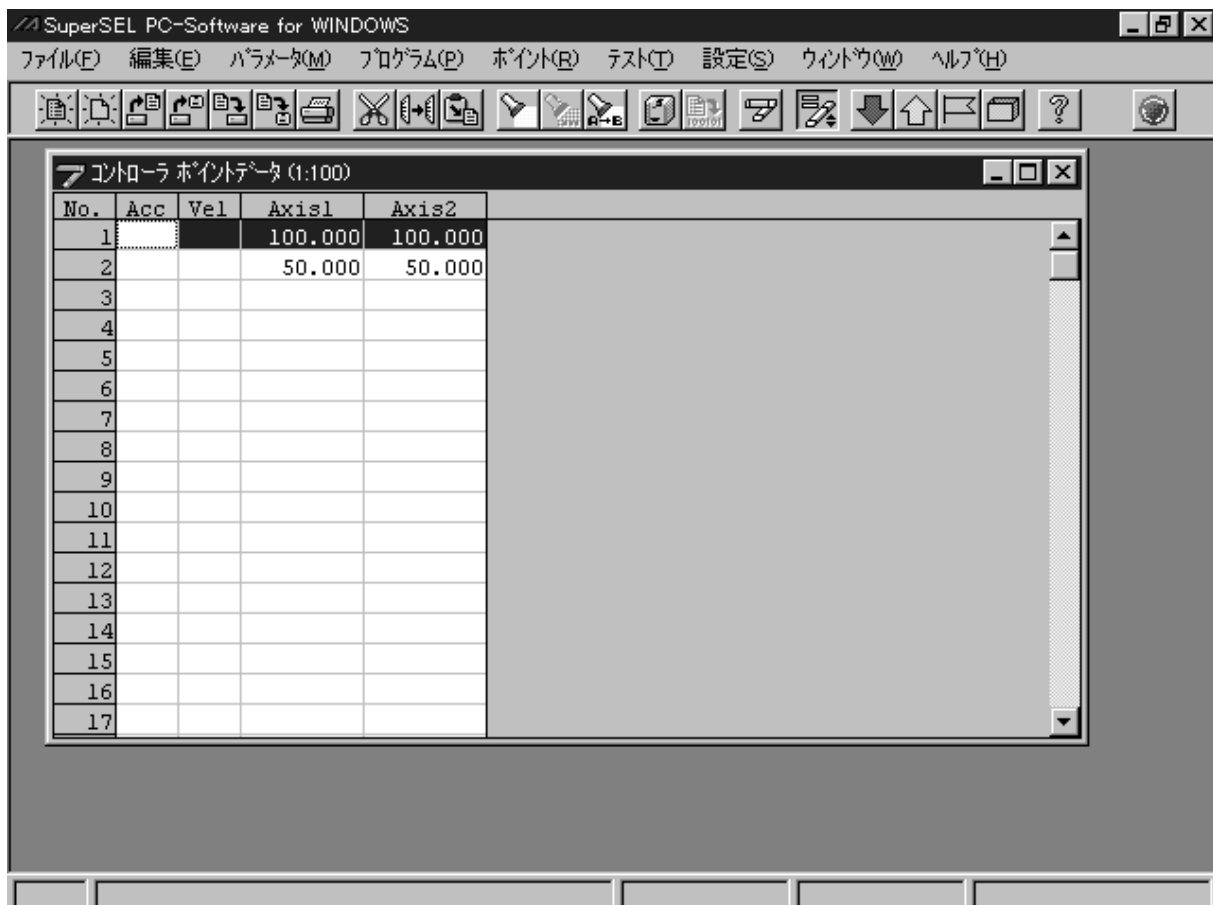 SuperSEL PC-Software for WINDOWS
ﾌｧｲﾙ(F) 編集(E) ﾊﾟﾗﾒｰﾀ(M) ﾌﾟﾛｸﾞﾗﾑ(P) ﾎﾟｲﾝﾄ(R) ﾃｽﾄ(T) 設定(S) ｳｨﾝﾄﾞｳ(W) ﾍﾙﾌﾟ(H)
A→B
?
ｺﾝﾄﾛｰﾗ ﾎﾟｲﾝﾄﾃﾞｰﾀ (1:100)
No. Acc Vel Axis1 Axis2
1 100.000 100.000
2 50.000 50.000
3
4
5
6
7
8
9
10
11
12
13
14
15
16
17